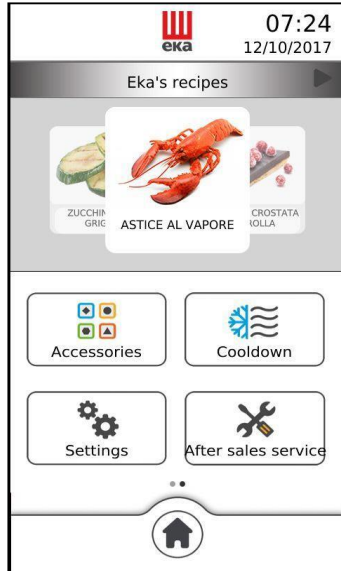 eka
07:24
12/10/2017
Eka's recipes
ZUCCHIN
GRIG
ASTICE AL VAPORE
CROSTATA
ROLLA
Accessories
Cooldown
Settings
After sales service